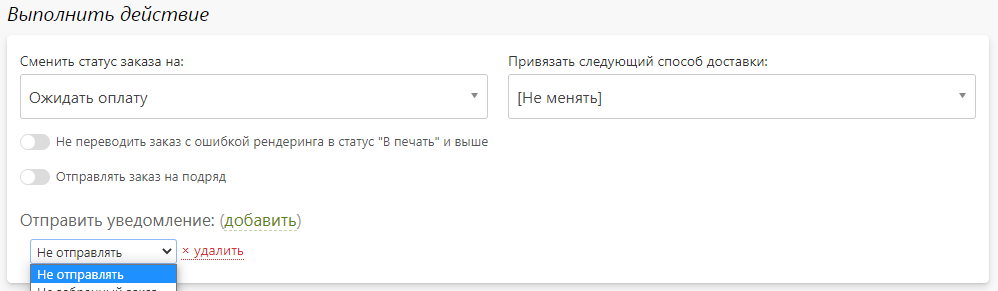 Выполнить действие
Сменить статус заказа на:
Привязать следующий способ доставки:
Ожидать оплату
[Не менять]
Не переводить заказ с ошибкой рендеринга в статус "В печать" и выше
Отправлять заказ на подряд
Отправить уведомление: (добавить)
Не отправлять
× удалить
Не отправлять